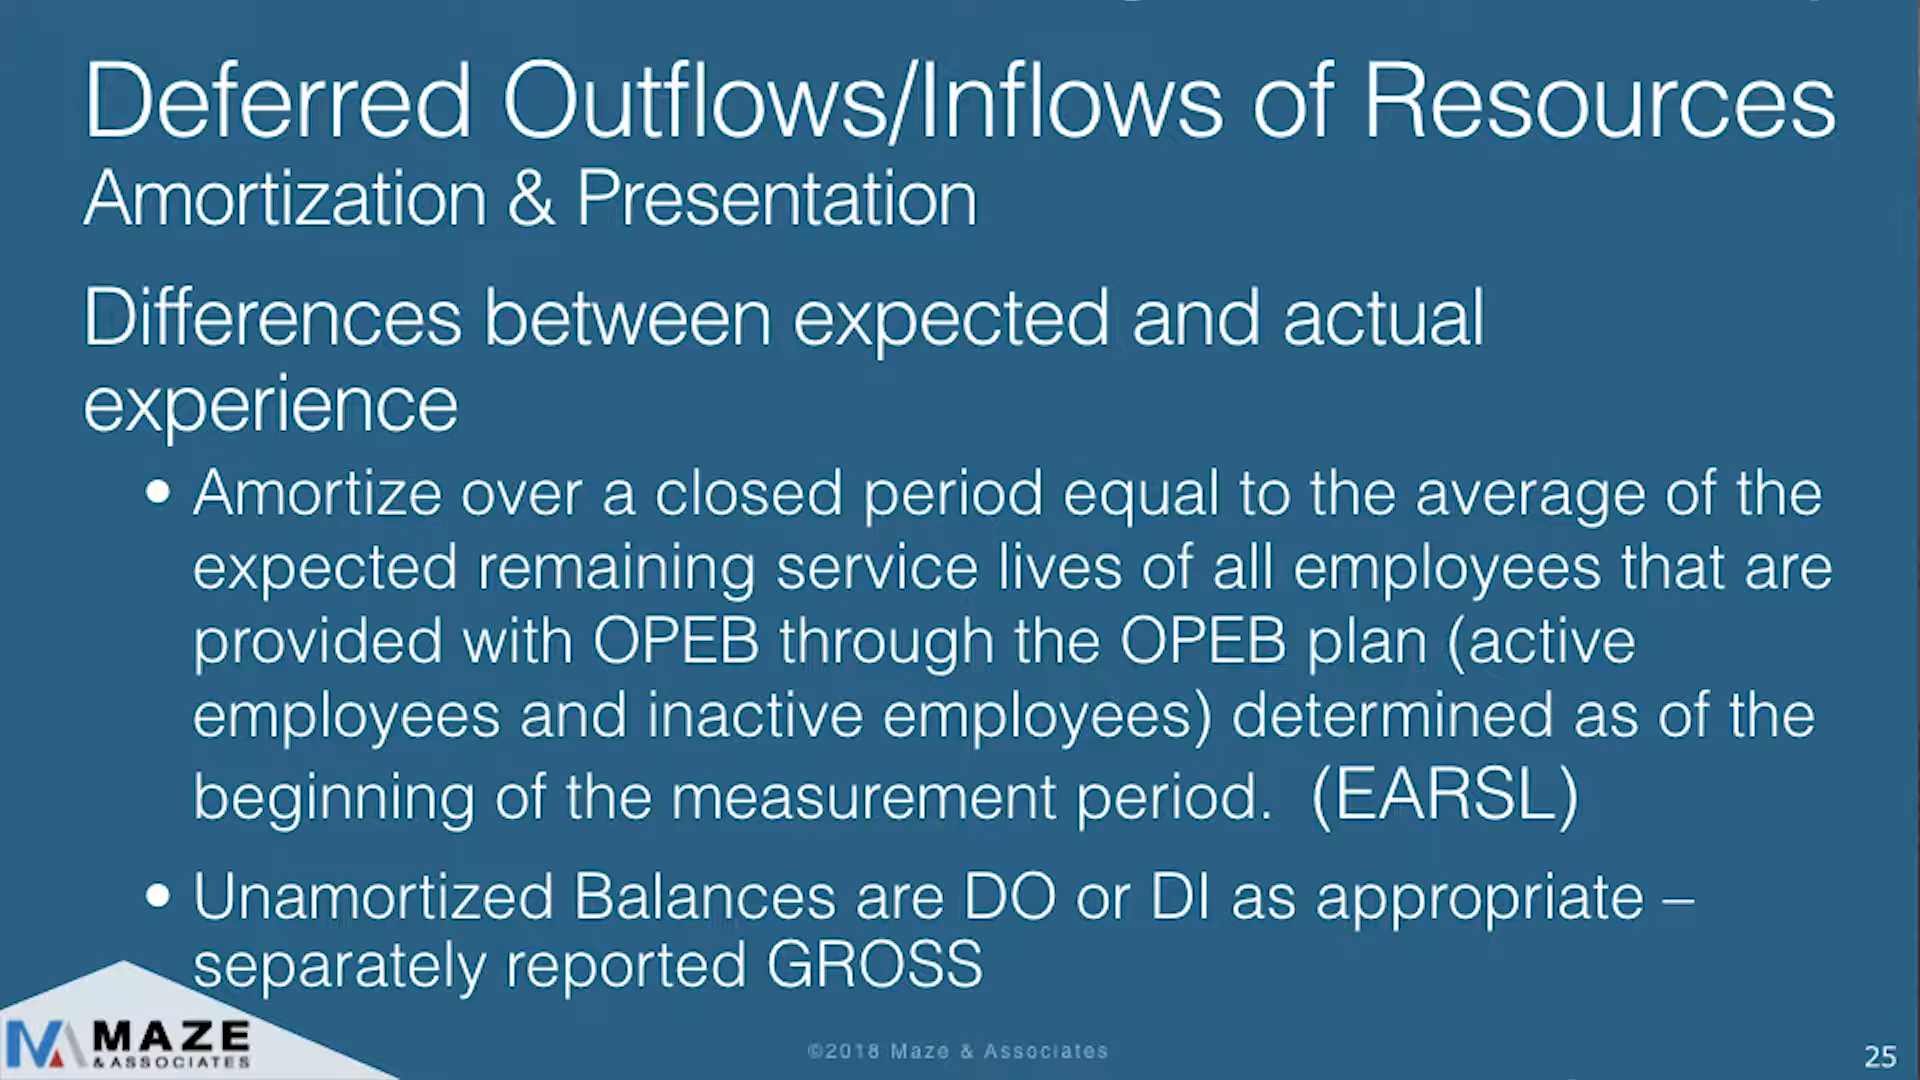 Deferred Outflows/Inflows of Resources
Amortization & Presentation
Differences between expected and actual
experience
• Amortize over a closed period equal to the average of the
expected remaining service lives of all employees that are
provided with OPEB through the OPEB plan (active
employees and inactive employees) determined as of the
beginning of the measurement period. (EARSL)
• Unamortized Balances are DO or DI as appropriate –
separately reported GROSS
MAZE
& ASSOCIATES
©2018 Maze & Associates
25